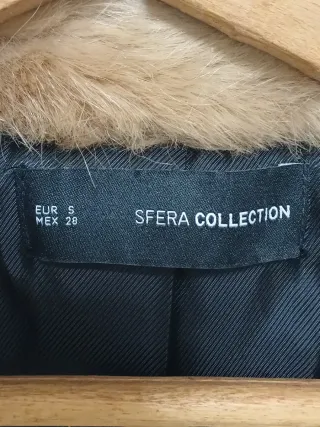 EUR S
MEX 28
SFERA COLLECTION